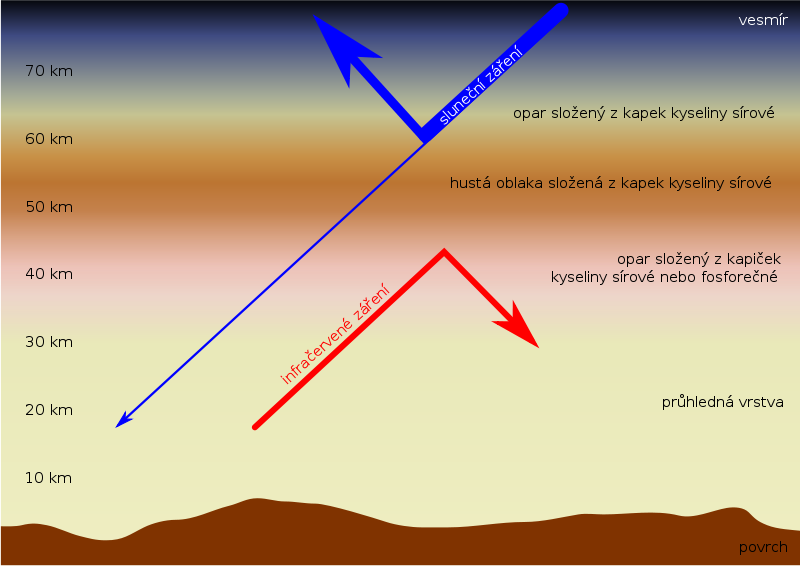 vesmír
70 km
sluneční záření
opar složený z kapek kyseliny sírové
60 km
hustá oblaka složená z kapek kyseliny sírové
50 km
opar složený z kapiček
kyseliny sírové nebo fosforečné
40 km
infračervené záření
30 km
průhledná vrstva
20 km
10 km
povrch